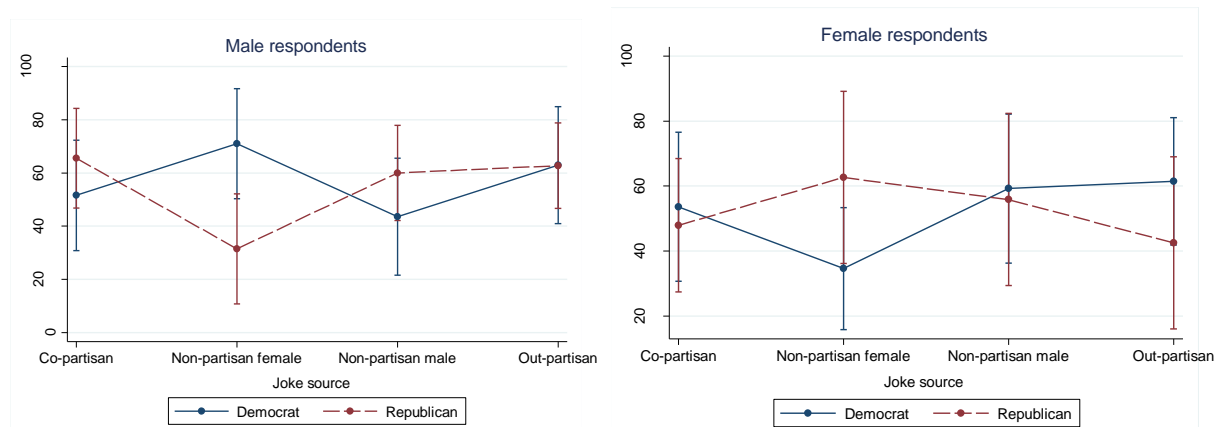 Male respondents
100
80
60
40
20
0
Co-partisan Non-partisan female Non-partisan male Out-partisan
Joke source
Democrat Republican
Female respondents
100
80
60
40
20
Co-partisan Non-partisan female Non-partisan male Out-partisan
Joke source
Democrat Republican